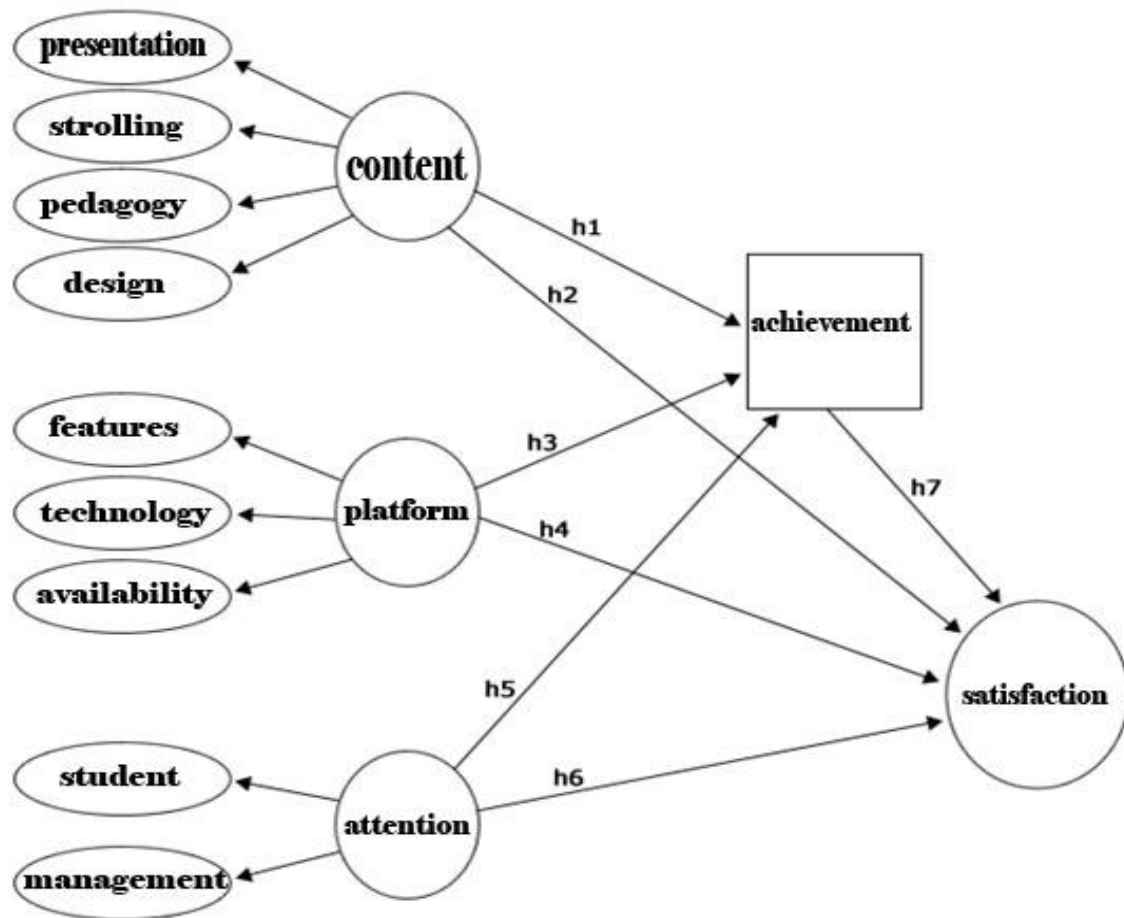 presentation
strolling
pedagogy
design
content
h1
h2
achievement
features
technology
availability
platform
h3
h4
h7
satisfaction
student
management
attention
h5
h6